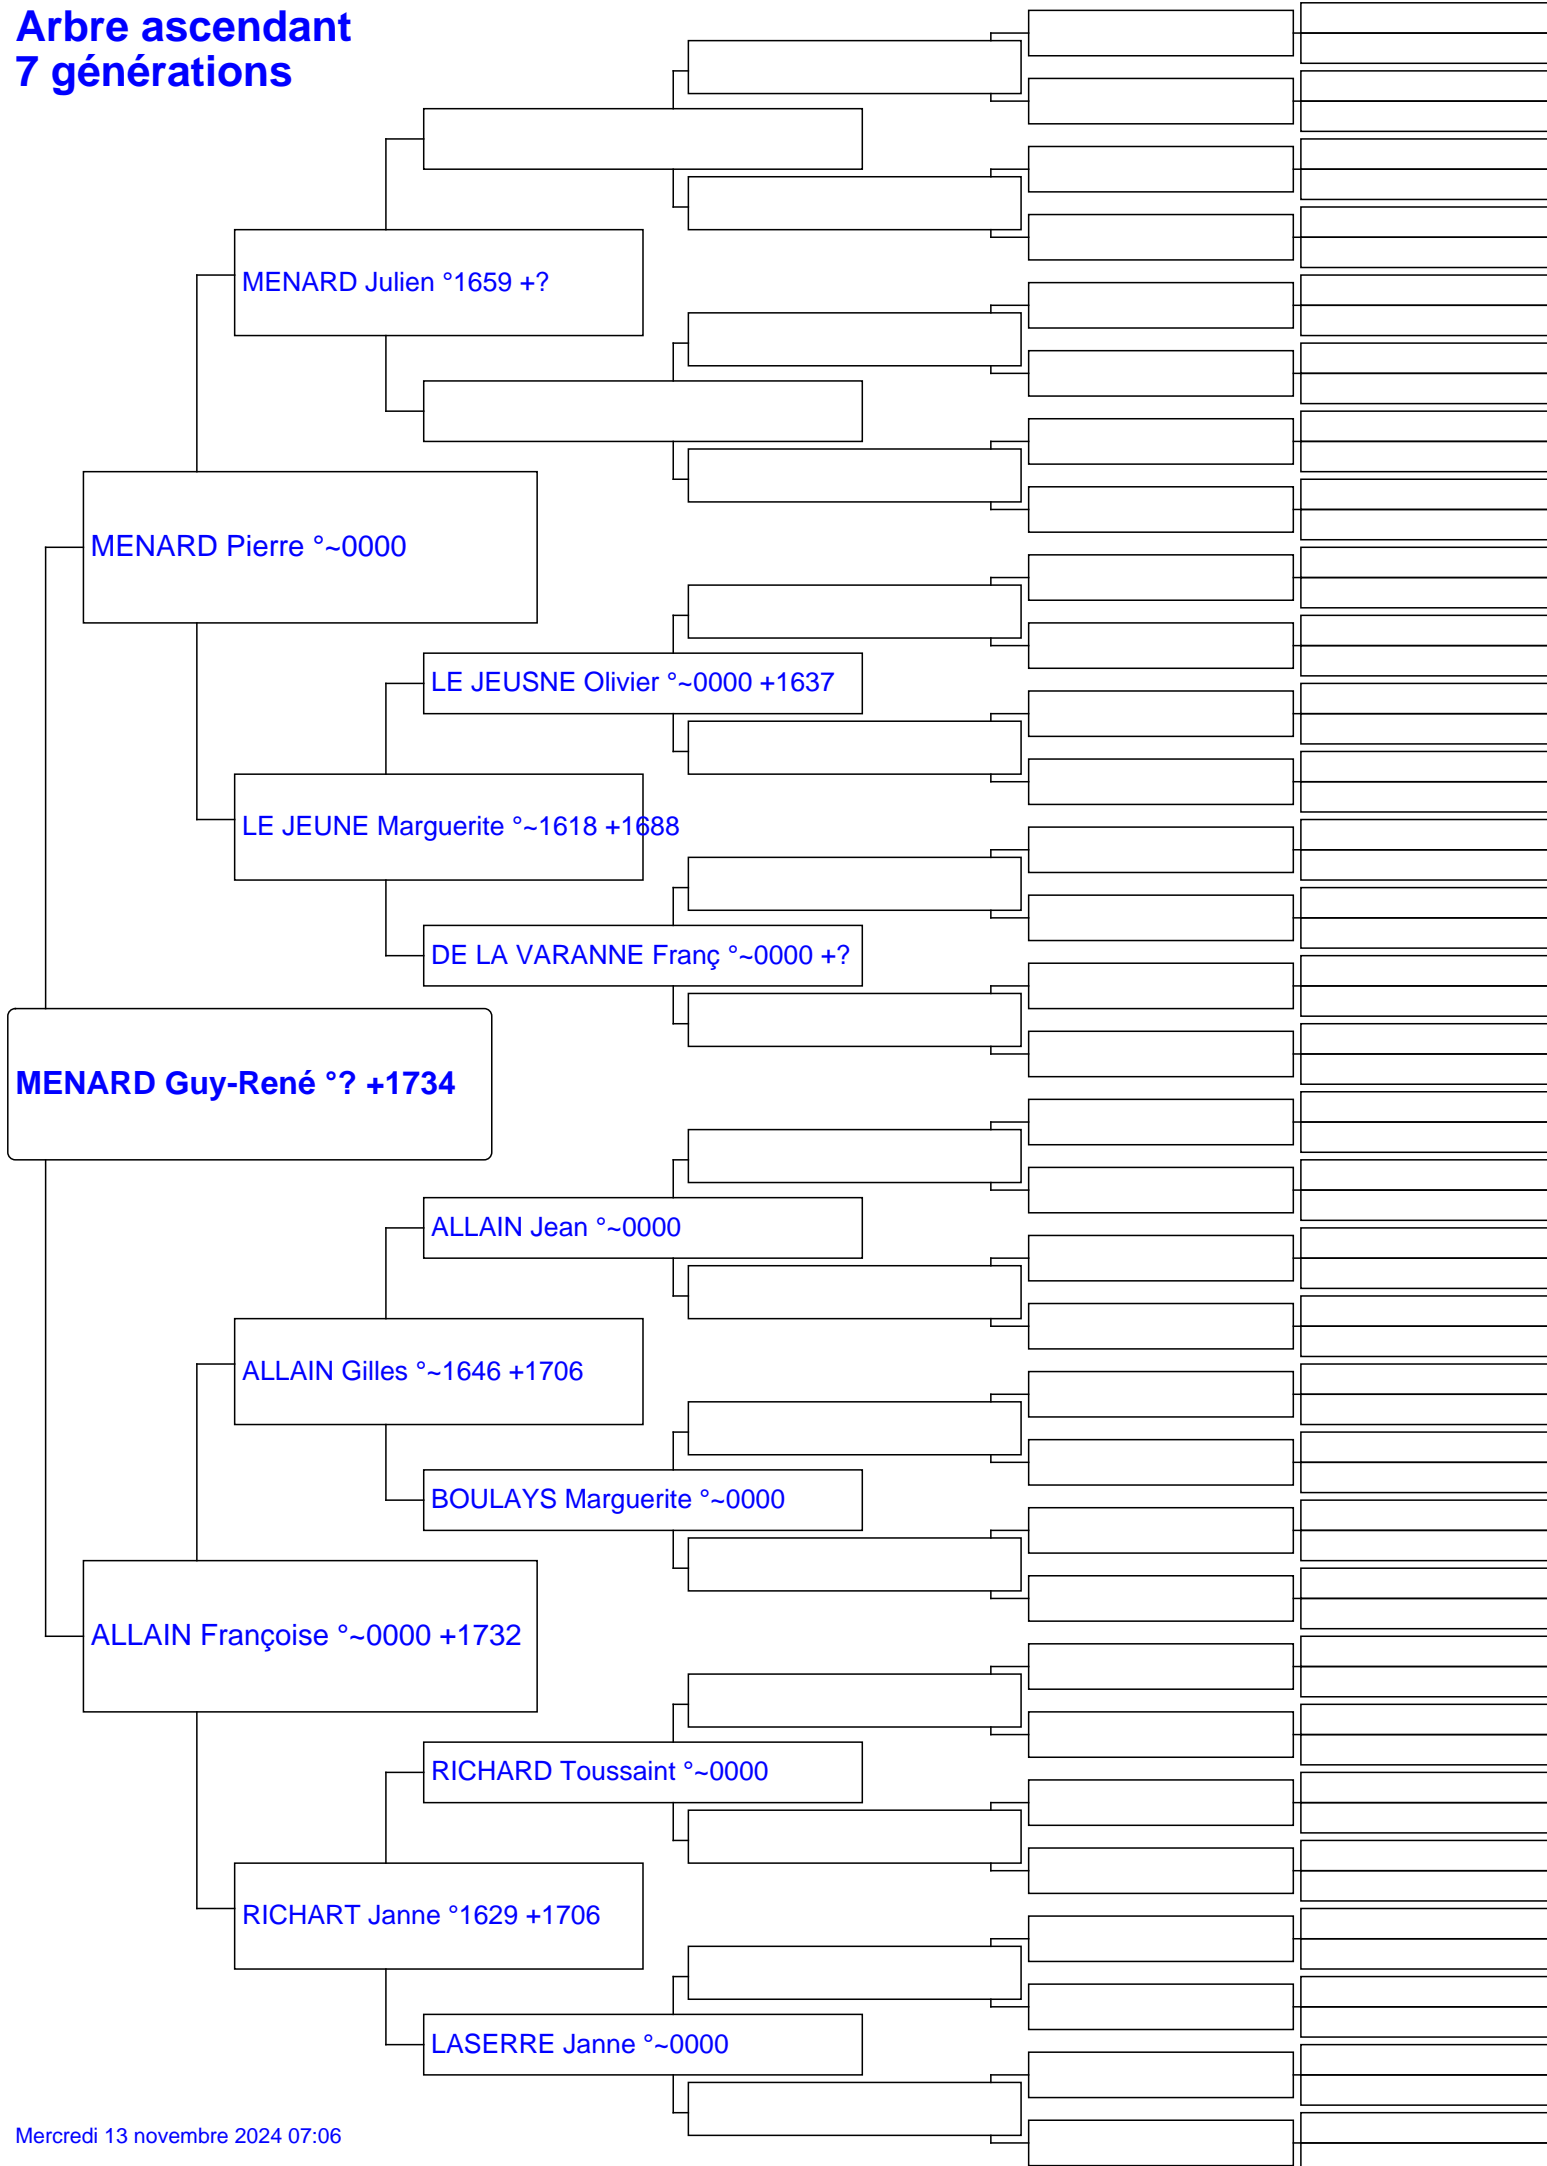 Arbre ascendant
7 générations
MENARD Julien °1659 +?
MENARD Pierre °~0000
LE JEUSNE Olivier °~0000 +1637
LE JEUNE Marguerite °~1618 +1688
DE LA VARANNE Franç °~0000 +?
MENARD Guy-René °? +1734
ALLAIN Jean °~0000
ALLAIN Gilles °~1646 +1706
BOULAYS Marguerite °~0000
ALLAIN Françoise °~0000 +1732
RICHARD Toussaint °~0000
RICHART Janne °1629 +1706
LASERRE Janne °~0000
Mercredi 13 novembre 2024 07:06